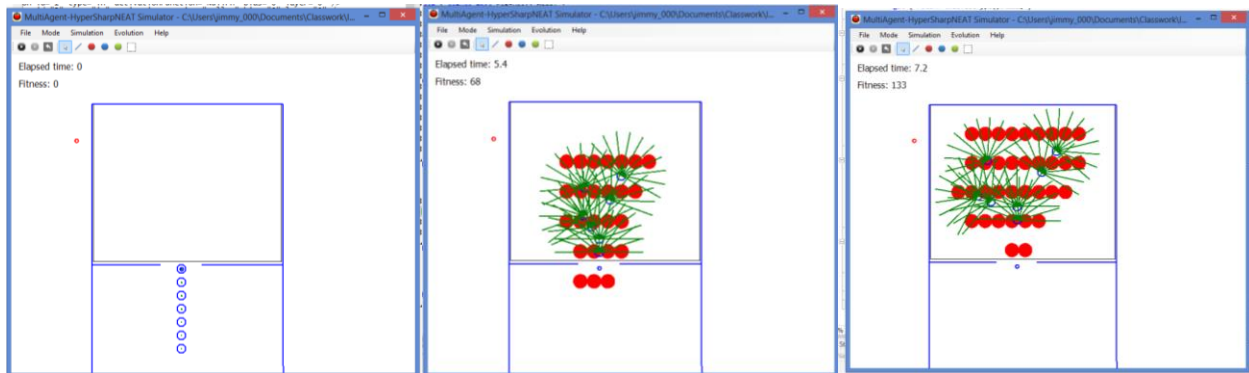 MultiAgent-HyperSharpNEAT Simulator - C:\Users\jimmy_000\Documents\Classwork\I...
File Mode Simulation Evolution Help
Elapsed time: 0
Fitness: 0
MultiAgent-HyperSharpNEAT Simulator - C:\Users\jimmy_000\Documents\Classwork\I...
File Mode Simulation Evolution Help
Elapsed time: 5.4
Fitness: 68
MultiAgent-HyperSharpNEAT Simulator - C:\Users\jimmy_000\Documents\Classwork\I...
File Mode Simulation Evolution Help
Elapsed time: 7.2
Fitness: 133